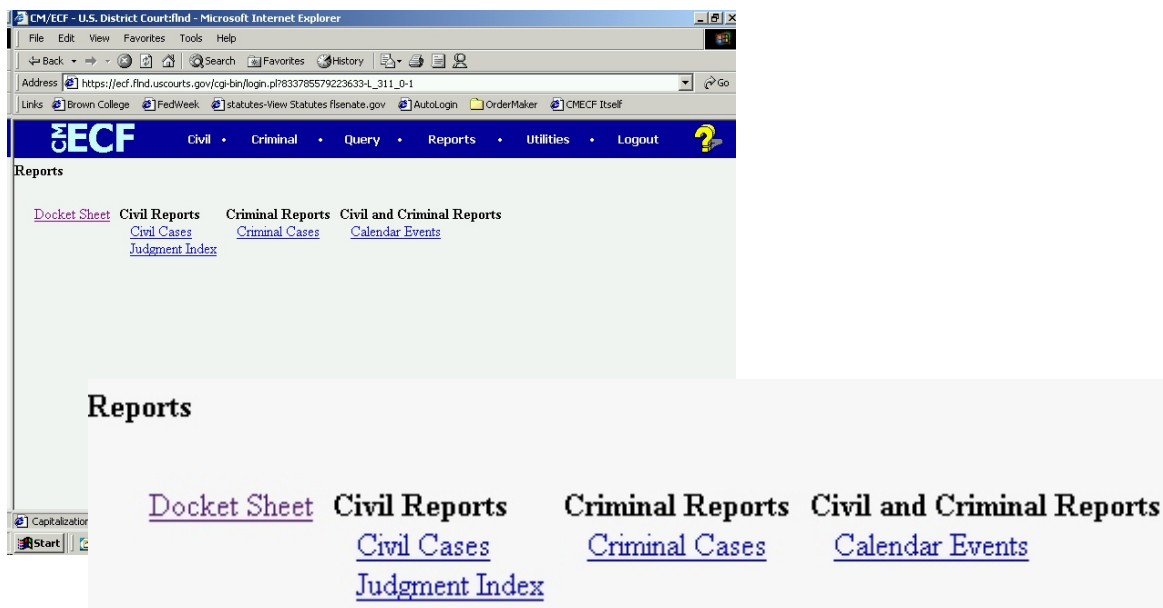 CM/ECF - U.S. District Court:flnd - Microsoft Internet Explorer
File Edit View Favorites Tools Help
Back Search Favorites History
Address https://ecf.flnd.uscourts.gov/cgi-bin/login.pl?833785579223633-L_311_0-1 Go
Links Brown College FedWeek statutes-View Statutes flsenate.gov AutoLogin OrderMaker CMECF Itself
CM ECF Civil • Criminal • Query • Reports • Utilities • Logout ?
Reports
Docket Sheet Civil Reports Criminal Reports Civil and Criminal Reports
Civil Cases Criminal Cases Calendar Events
Judgment Index
Reports
Docket Sheet Civil Reports Criminal Reports Civil and Criminal Reports
Civil Cases Criminal Cases Calendar Events
Judgment Index
Capitalization
Start